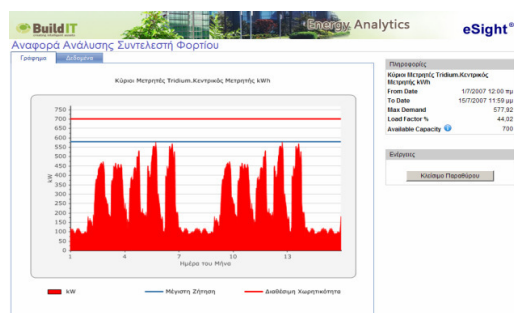 BuildIT
Energy Analytics
eSight®
Αναφορά Ανάλυσης Συντελεστή Φορτίου
Γράφημα
Δεδομένα
Κύριοι Μετρητές Tridium.Κεντρικός Μετρητής kWh
750
700
650
600
550
500
450
400
350
300
250
200
150
100
50
0
kW
1 4 7 10 13
Ημέρα του Μήνα
kW Μέγιστη Ζήτηση Διαθέσιμη Χωρητικότητα
Πληροφορίες
Κύριοι Μετρητές Tridium.Κεντρικός
Μετρητής kWh
From Date 1/7/2007 12:00 πμ
To Date 15/7/2007 11:59 μμ
Max Demand 577,92
Load Factor % 44,02
Available Capacity 700
Ενέργειες
Κλείσιμο Παραθύρου